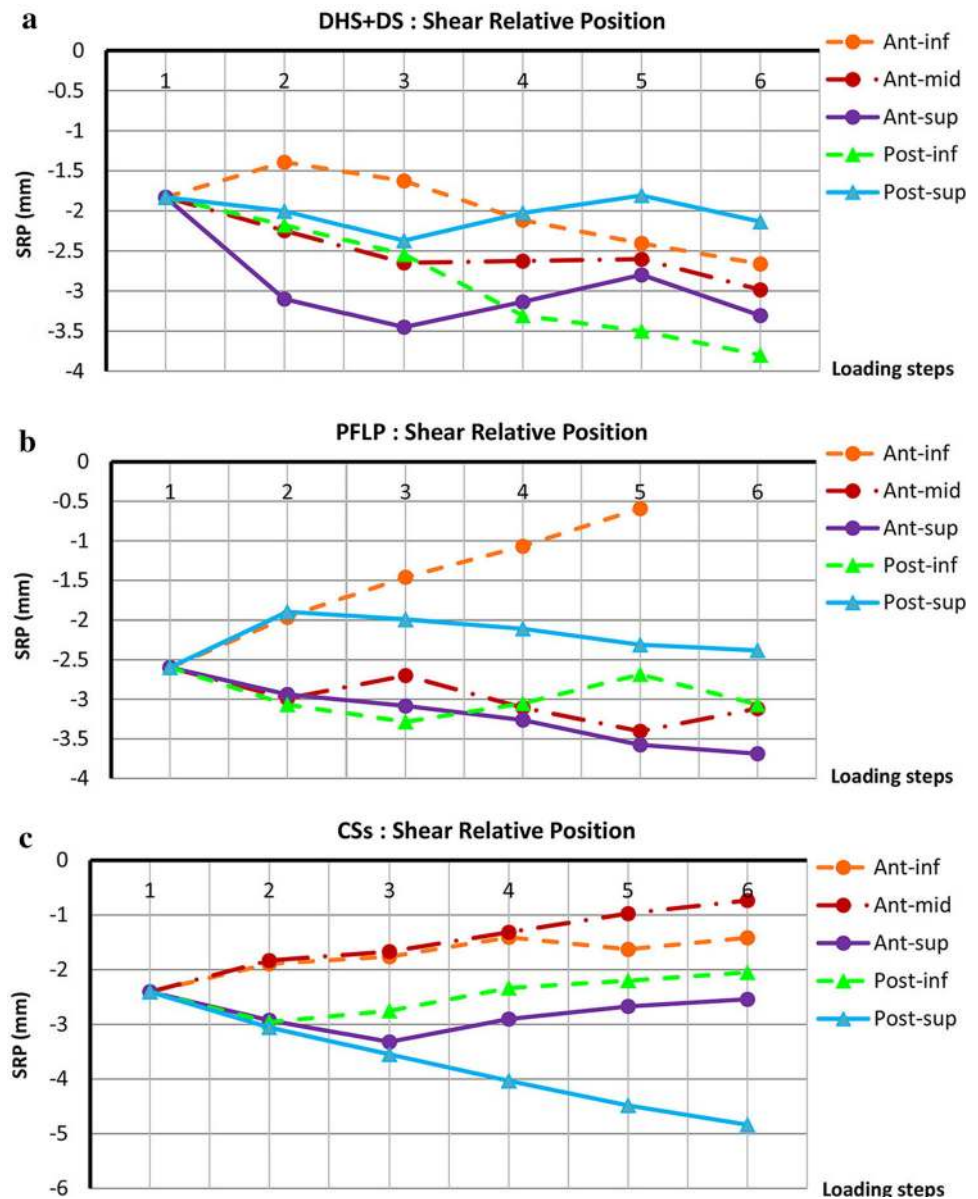 a
DHS+DS : Shear Relative Position
0
-0.5
-1
-1.5
-2
-2.5
-3
-3.5
-4
SRP (mm)
1 2 3 4 5 6
Loading steps
Ant-inf
Ant-mid
Ant-sup
Post-inf
Post-sup
b
PFLP : Shear Relative Position
0
-0.5
-1
-1.5
-2
-2.5
-3
-3.5
-4
SRP (mm)
1 2 3 4 5 6
Loading steps
Ant-inf
Ant-mid
Ant-sup
Post-inf
Post-sup
c
CSs : Shear Relative Position
0
-1
-2
-3
-4
-5
-6
SRP (mm)
1 2 3 4 5 6
Loading steps
Ant-inf
Ant-mid
Ant-sup
Post-inf
Post-sup